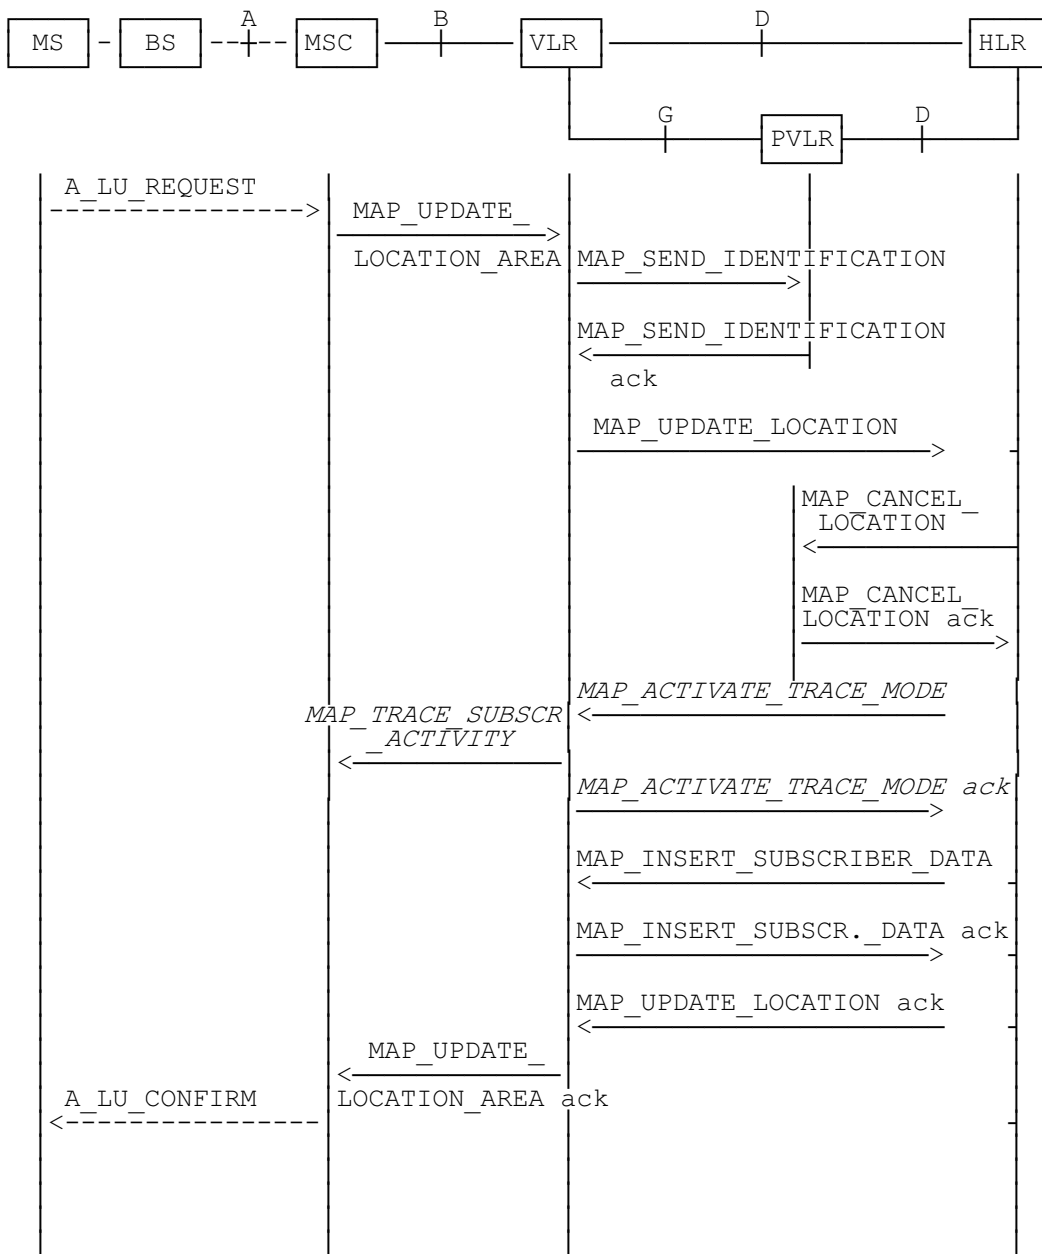 A B D
MS BS MSC VLR HLR
G D
PVLR
A_LU_REQUEST
MAP_UPDATE_
LOCATION_AREA MAP_SEND_IDENTIFICATION
MAP_SEND_IDENTIFICATION
ack
MAP_UPDATE_LOCATION
MAP_CANCEL_
LOCATION
MAP_CANCEL_
LOCATION ack
MAP_ACTIVATE_TRACE_MODE
MAP_TRACE_SUBSCR
_ACTIVITY
MAP_ACTIVATE_TRACE_MODE ack
MAP_INSERT_SUBSCRIBER_DATA
MAP_INSERT_SUBSCR._DATA ack
MAP_UPDATE_LOCATION ack
MAP_UPDATE_
A_LU_CONFIRM LOCATION_AREA ack